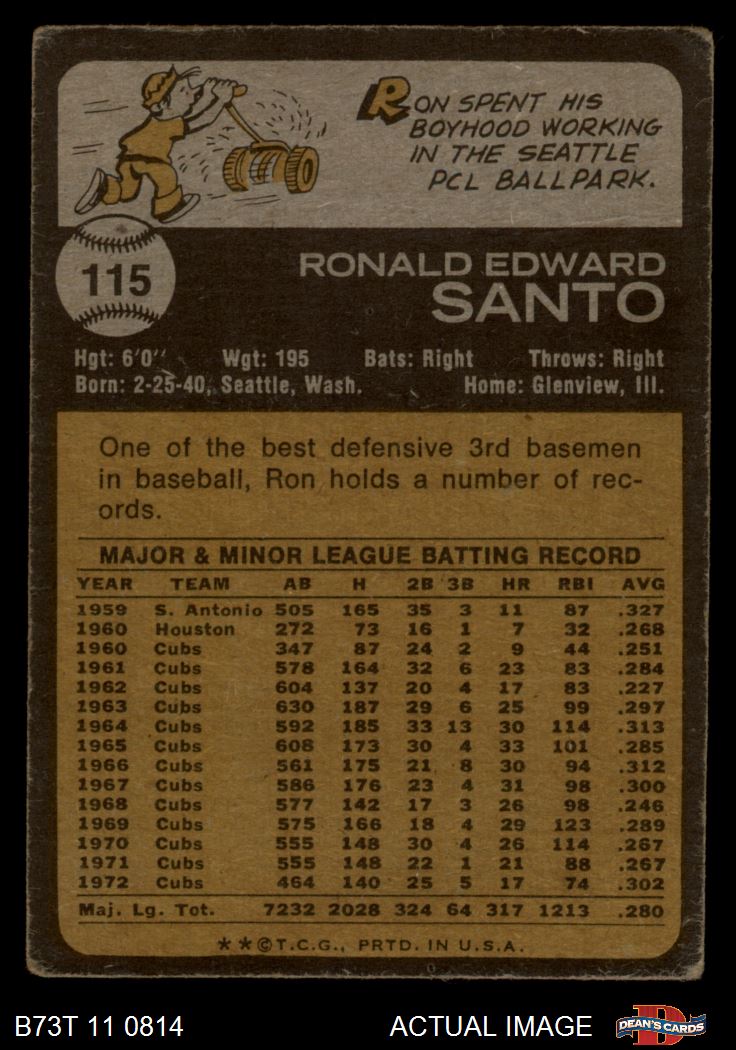 RON SPENT HIS
BOYHOOD WORKING
IN THE SEATTLE
PCL BALLPARK.
115
RONALD EDWARD
SANTO
Hgt: 6'0" Wgt: 195 Bats: Right Throws: Right
Born: 2-25-40, Seattle, Wash. Home: Glenview, Ill.
One of the best defensive 3rd basemen
in baseball, Ron holds a number of rec-
ords.
MAJOR & MINOR LEAGUE BATTING RECORD
YEAR TEAM AB H 2B 3B HR RBI AVG
1959 S. Antonio 505 165 35 3 11 87 .327
1960 Houston 272 73 16 1 7 32 .268
1960 Cubs 347 87 24 2 9 44 .251
1961 Cubs 578 164 32 6 23 83 .284
1962 Cubs 604 137 20 4 17 83 .227
1963 Cubs 630 187 29 6 25 99 .297
1964 Cubs 592 185 33 13 30 114 .313
1965 Cubs 608 173 30 4 33 101 .285
1966 Cubs 561 175 21 8 30 94 .312
1967 Cubs 586 176 23 4 31 98 .300
1968 Cubs 577 142 17 3 26 98 .246
1969 Cubs 575 166 18 4 29 123 .289
1970 Cubs 555 148 30 4 26 114 .267
1971 Cubs 555 148 22 1 21 88 .267
1972 Cubs 464 140 25 5 17 74 .302
Maj. Lg. Tot. 7232 2028 324 64 317 1213 .280
**©T.C.G., PRTD. IN U.S.A.
B73T 11 0814 ACTUAL IMAGE D DEAN'S CARDS